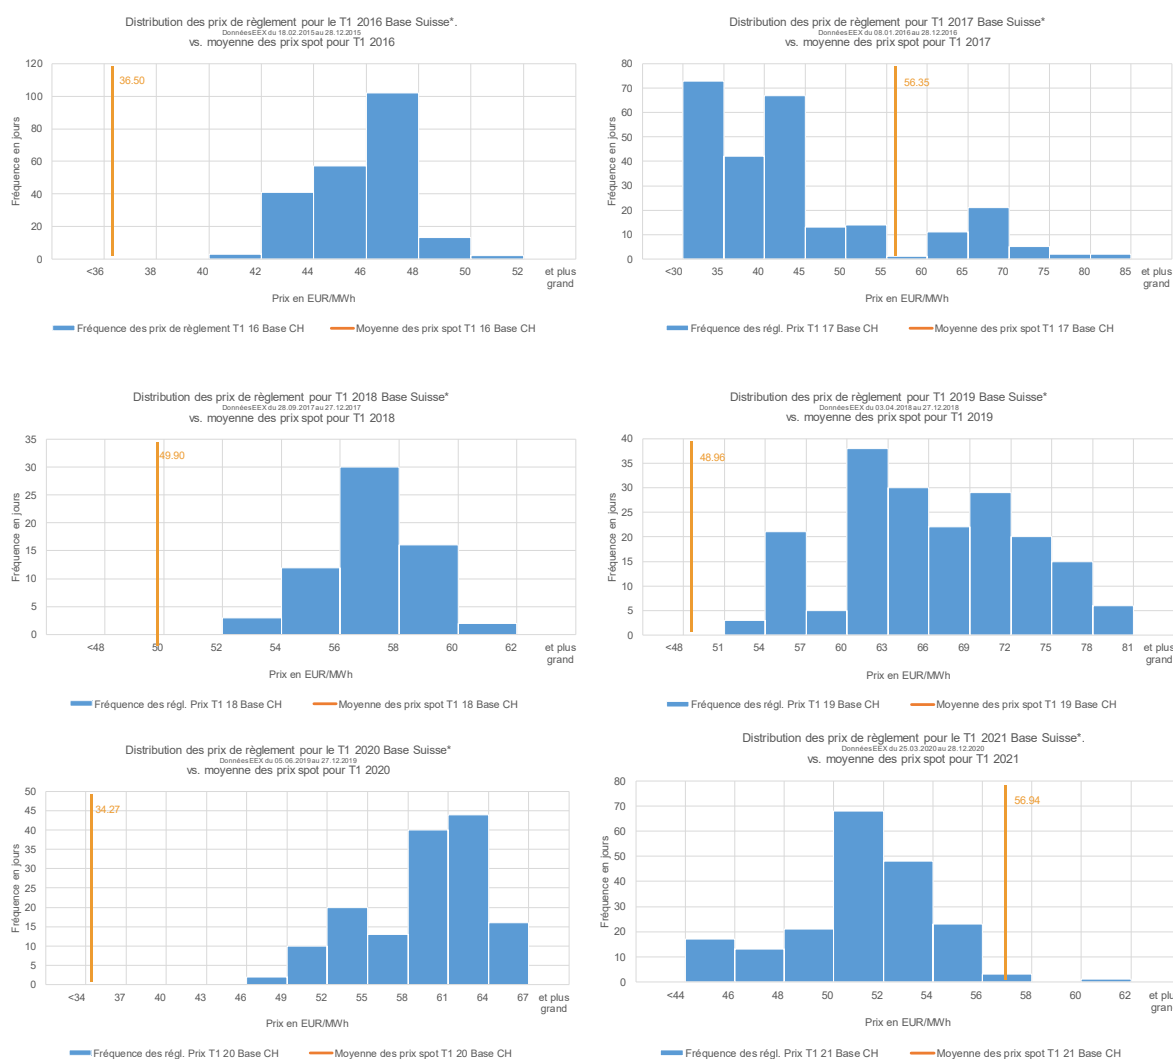 Distribution des prix de règlement pour le T1 2016 Base Suisse*.
Données EEX du 18.02.2015 au 28.12.2015
vs. moyenne des prix spot pour T1 2016
120
100
80
60
40
20
0
Fréquence en jours
36.50
<36 38 40 42 44 46 48 50 52 et plus
grand
Prix en EUR/MWh
Fréquence des prix de règlement T1 16 Base CH Moyenne des prix spot T1 16 Base CH
Distribution des prix de règlement pour T1 2017 Base Suisse*
Données EEX du 08.01.2016 au 28.12.2016
vs. moyenne des prix spot pour T1 2017
80
70
60
50
40
30
20
10
0
Fréquence en jours
56.35
<30 35 40 45 50 55 60 65 70 75 80 85 et plus
grand
Prix en EUR/MWh
Fréquence des régl. Prix T1 17 Base CH Moyenne des prix spot T1 17 Base CH
Distribution des prix de règlement pour T1 2018 Base Suisse*
Données EEX du 28.09.2017 au 27.12.2017
vs. moyenne des prix spot pour T1 2018
35
30
25
20
15
10
5
0
Fréquence en jours
49.90
<48 50 52 54 56 58 60 62 et plus
grand
Prix en EUR/MWh
Fréquence des régl. Prix T1 18 Base CH Moyenne des prix spot T1 18 Base CH
Distribution des prix de règlement pour T1 2019 Base Suisse*
Données EEX du 03.04.2018 au 27.12.2018
vs. moyenne des prix spot pour T1 2019
40
35
30
25
20
15
10
5
0
Fréquence en jours
48.96
<48 51 54 57 60 63 66 69 72 75 78 81 et plus
grand
Prix en EUR/MWh
Fréquence des régl. Prix T1 19 Base CH Moyenne des prix spot T1 19 Base CH
Distribution des prix de règlement pour le T1 2020 Base Suisse*
Données EEX du 05.06.2019 au 27.12.2019
vs. moyenne des prix spot pour T1 2020
50
45
40
35
30
25
20
15
10
5
0
Fréquence en jours
34.27
<34 37 40 43 46 49 52 55 58 61 64 67 et plus
grand
Prix en EUR/MWh
Fréquence des régl. Prix T1 20 Base CH Moyenne des prix spot T1 20 Base CH
Distribution des prix de règlement pour le T1 2021 Base Suisse*.
Données EEX du 25.03.2020 au 28.12.2020
vs. moyenne des prix spot pour T1 2021
80
70
60
50
40
30
20
10
0
Fréquence en jours
56.94
<44 46 48 50 52 54 56 58 60 62 et plu
gran
Prix en EUR/MWh
Fréquence des régl. Prix T1 21 Base CH Moyenne des prix spot T1 21 Base CH